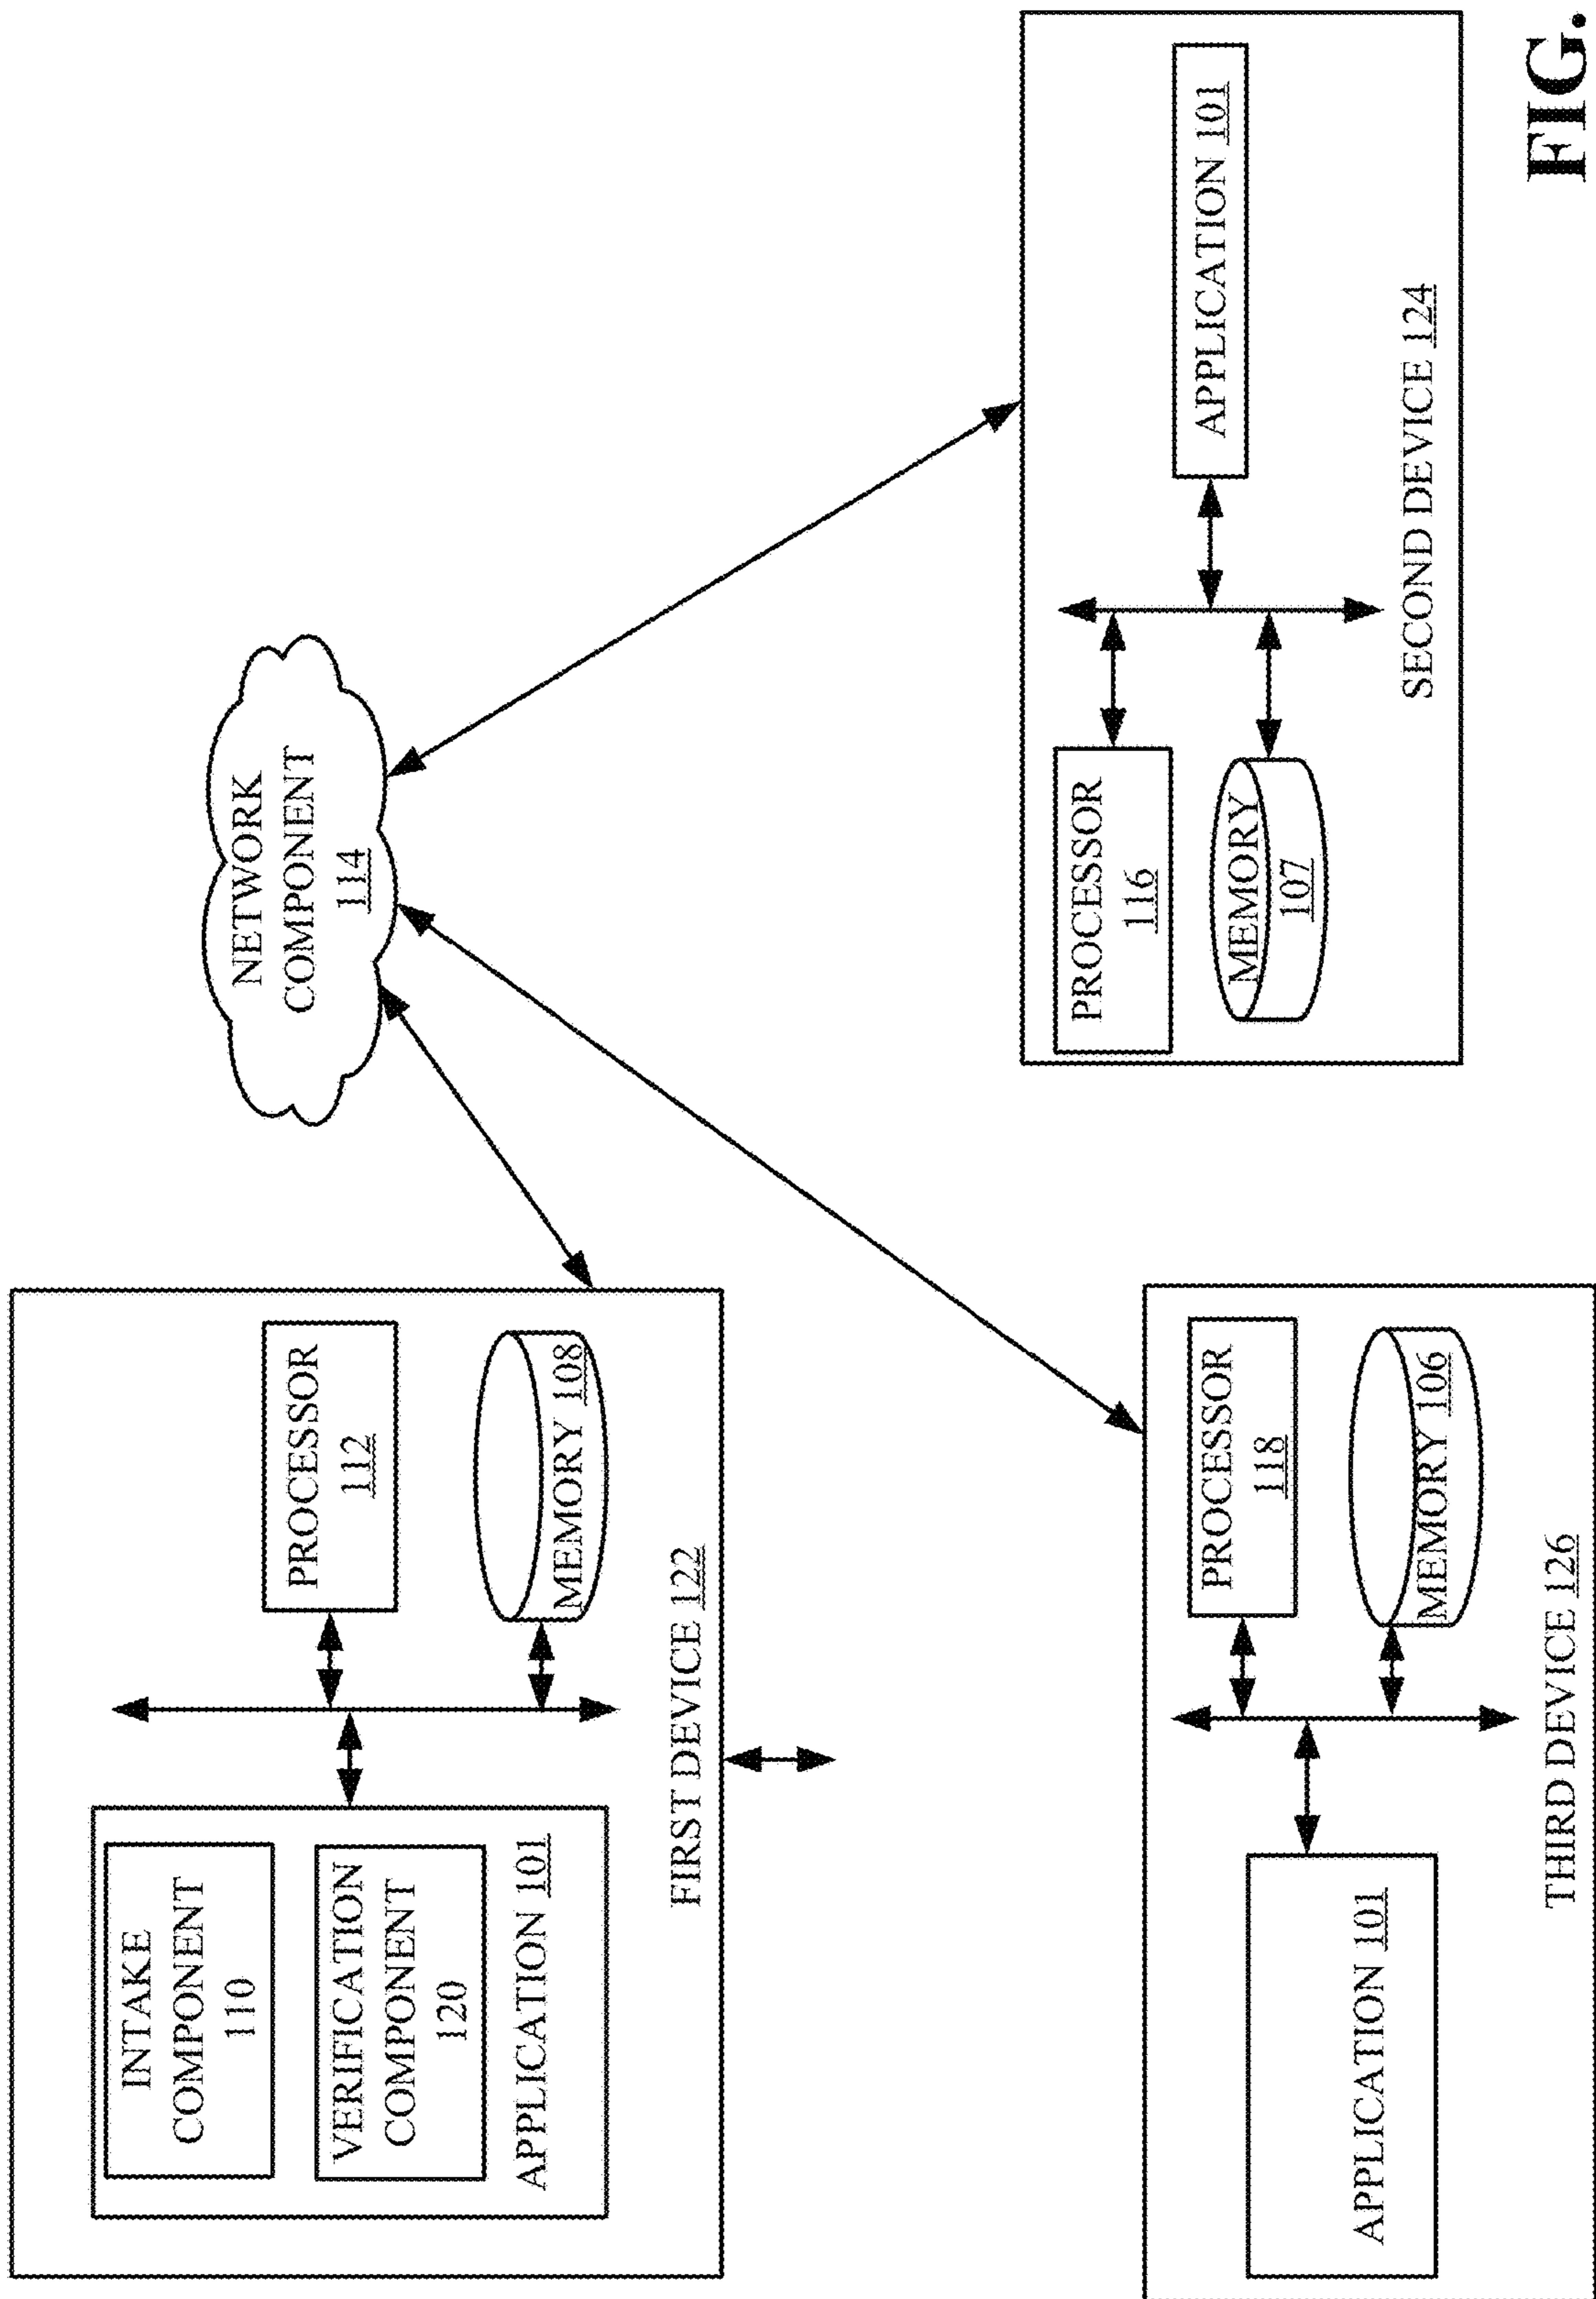 INTAKE
COMPONENT
110
VERIFICATION
COMPONENT
120
APPLICATION 101
PROCESSOR
112
MEMORY 108
FIRST DEVICE 122
NETWORK
COMPONENT
114
APPLICATION 101
PROCESSOR
118
MEMORY 106
THIRD DEVICE 126
PROCESSOR
116
MEMORY
107
APPLICATION 101
SECOND DEVICE 124
FIG.